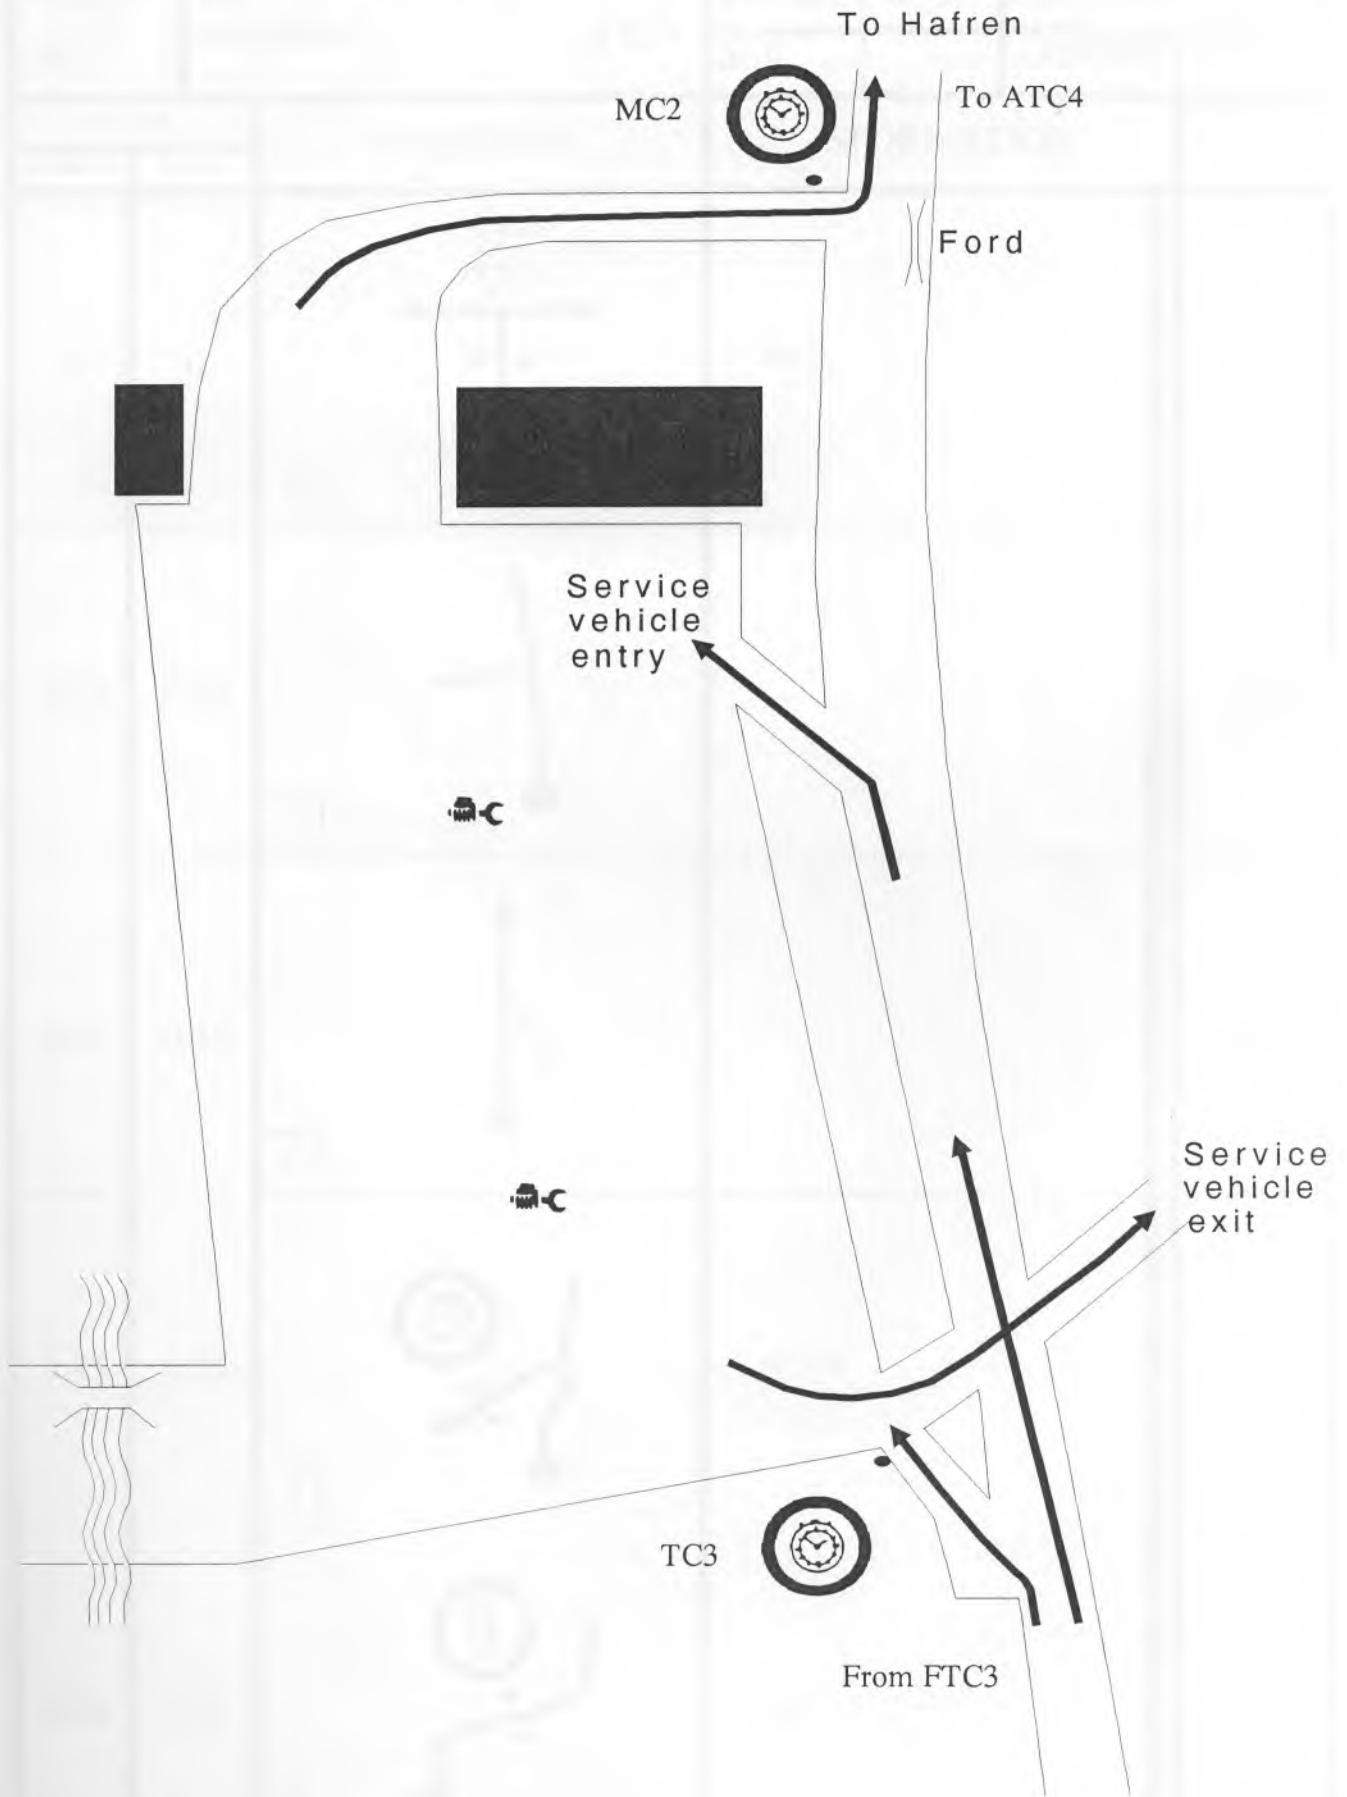 To Hafren
MC2
To ATC4
Ford
Service
vehicle
entry
Service
vehicle
exit
TC3
From FTC3